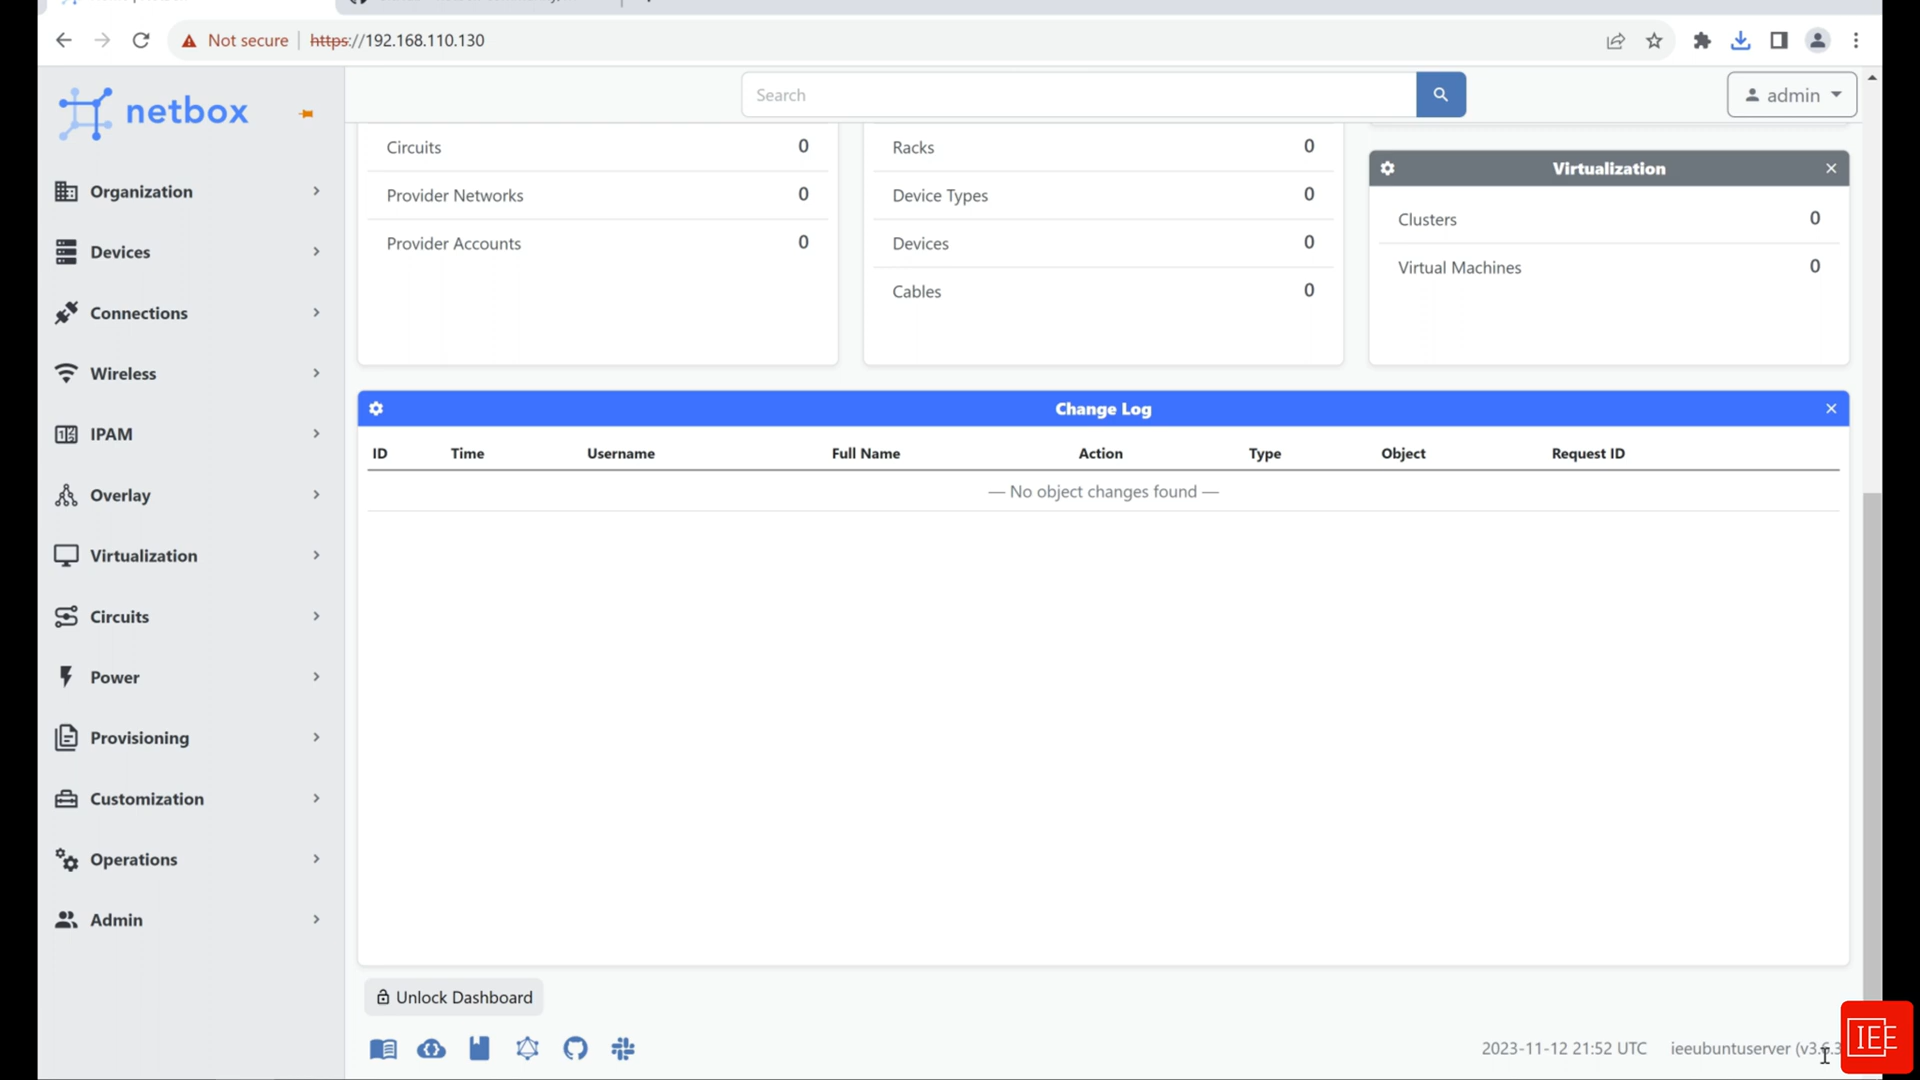 Not secure https://192.168.110.130
netbox
Search
admin
Organization
Devices
Connections
Wireless
IPAM
Overlay
Virtualization
Circuits
Power
Provisioning
Customization
Operations
Admin
Circuits 0
Provider Networks 0
Provider Accounts 0
Racks 0
Device Types 0
Devices 0
Cables 0
Virtualization
Clusters 0
Virtual Machines 0
Change Log
ID Time Username Full Name Action Type Object Request ID
— No object changes found —
Unlock Dashboard
2023-11-12 21:52 UTC ieeubuntuserver
IEE